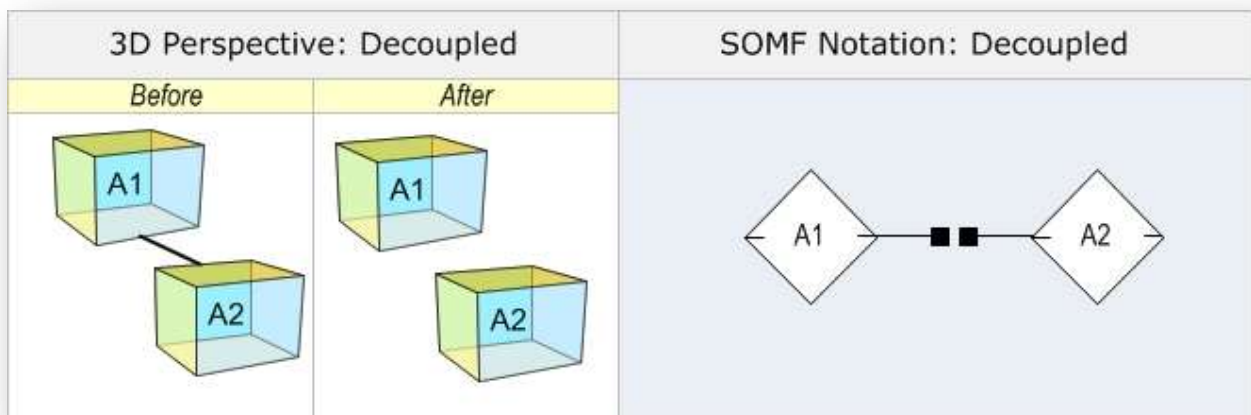 3D Perspective: Decoupled
SOMF Notation: Decoupled
Before
After
A1
A2
A1
A2
A1
A2